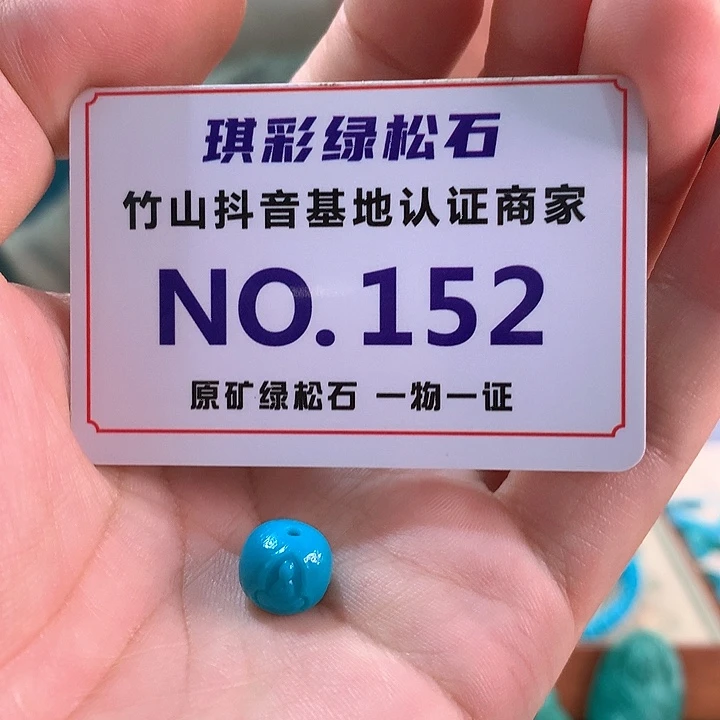 琪彩绿松石
竹山抖音基地认证商家
NO.152
原矿绿松石 一物一证